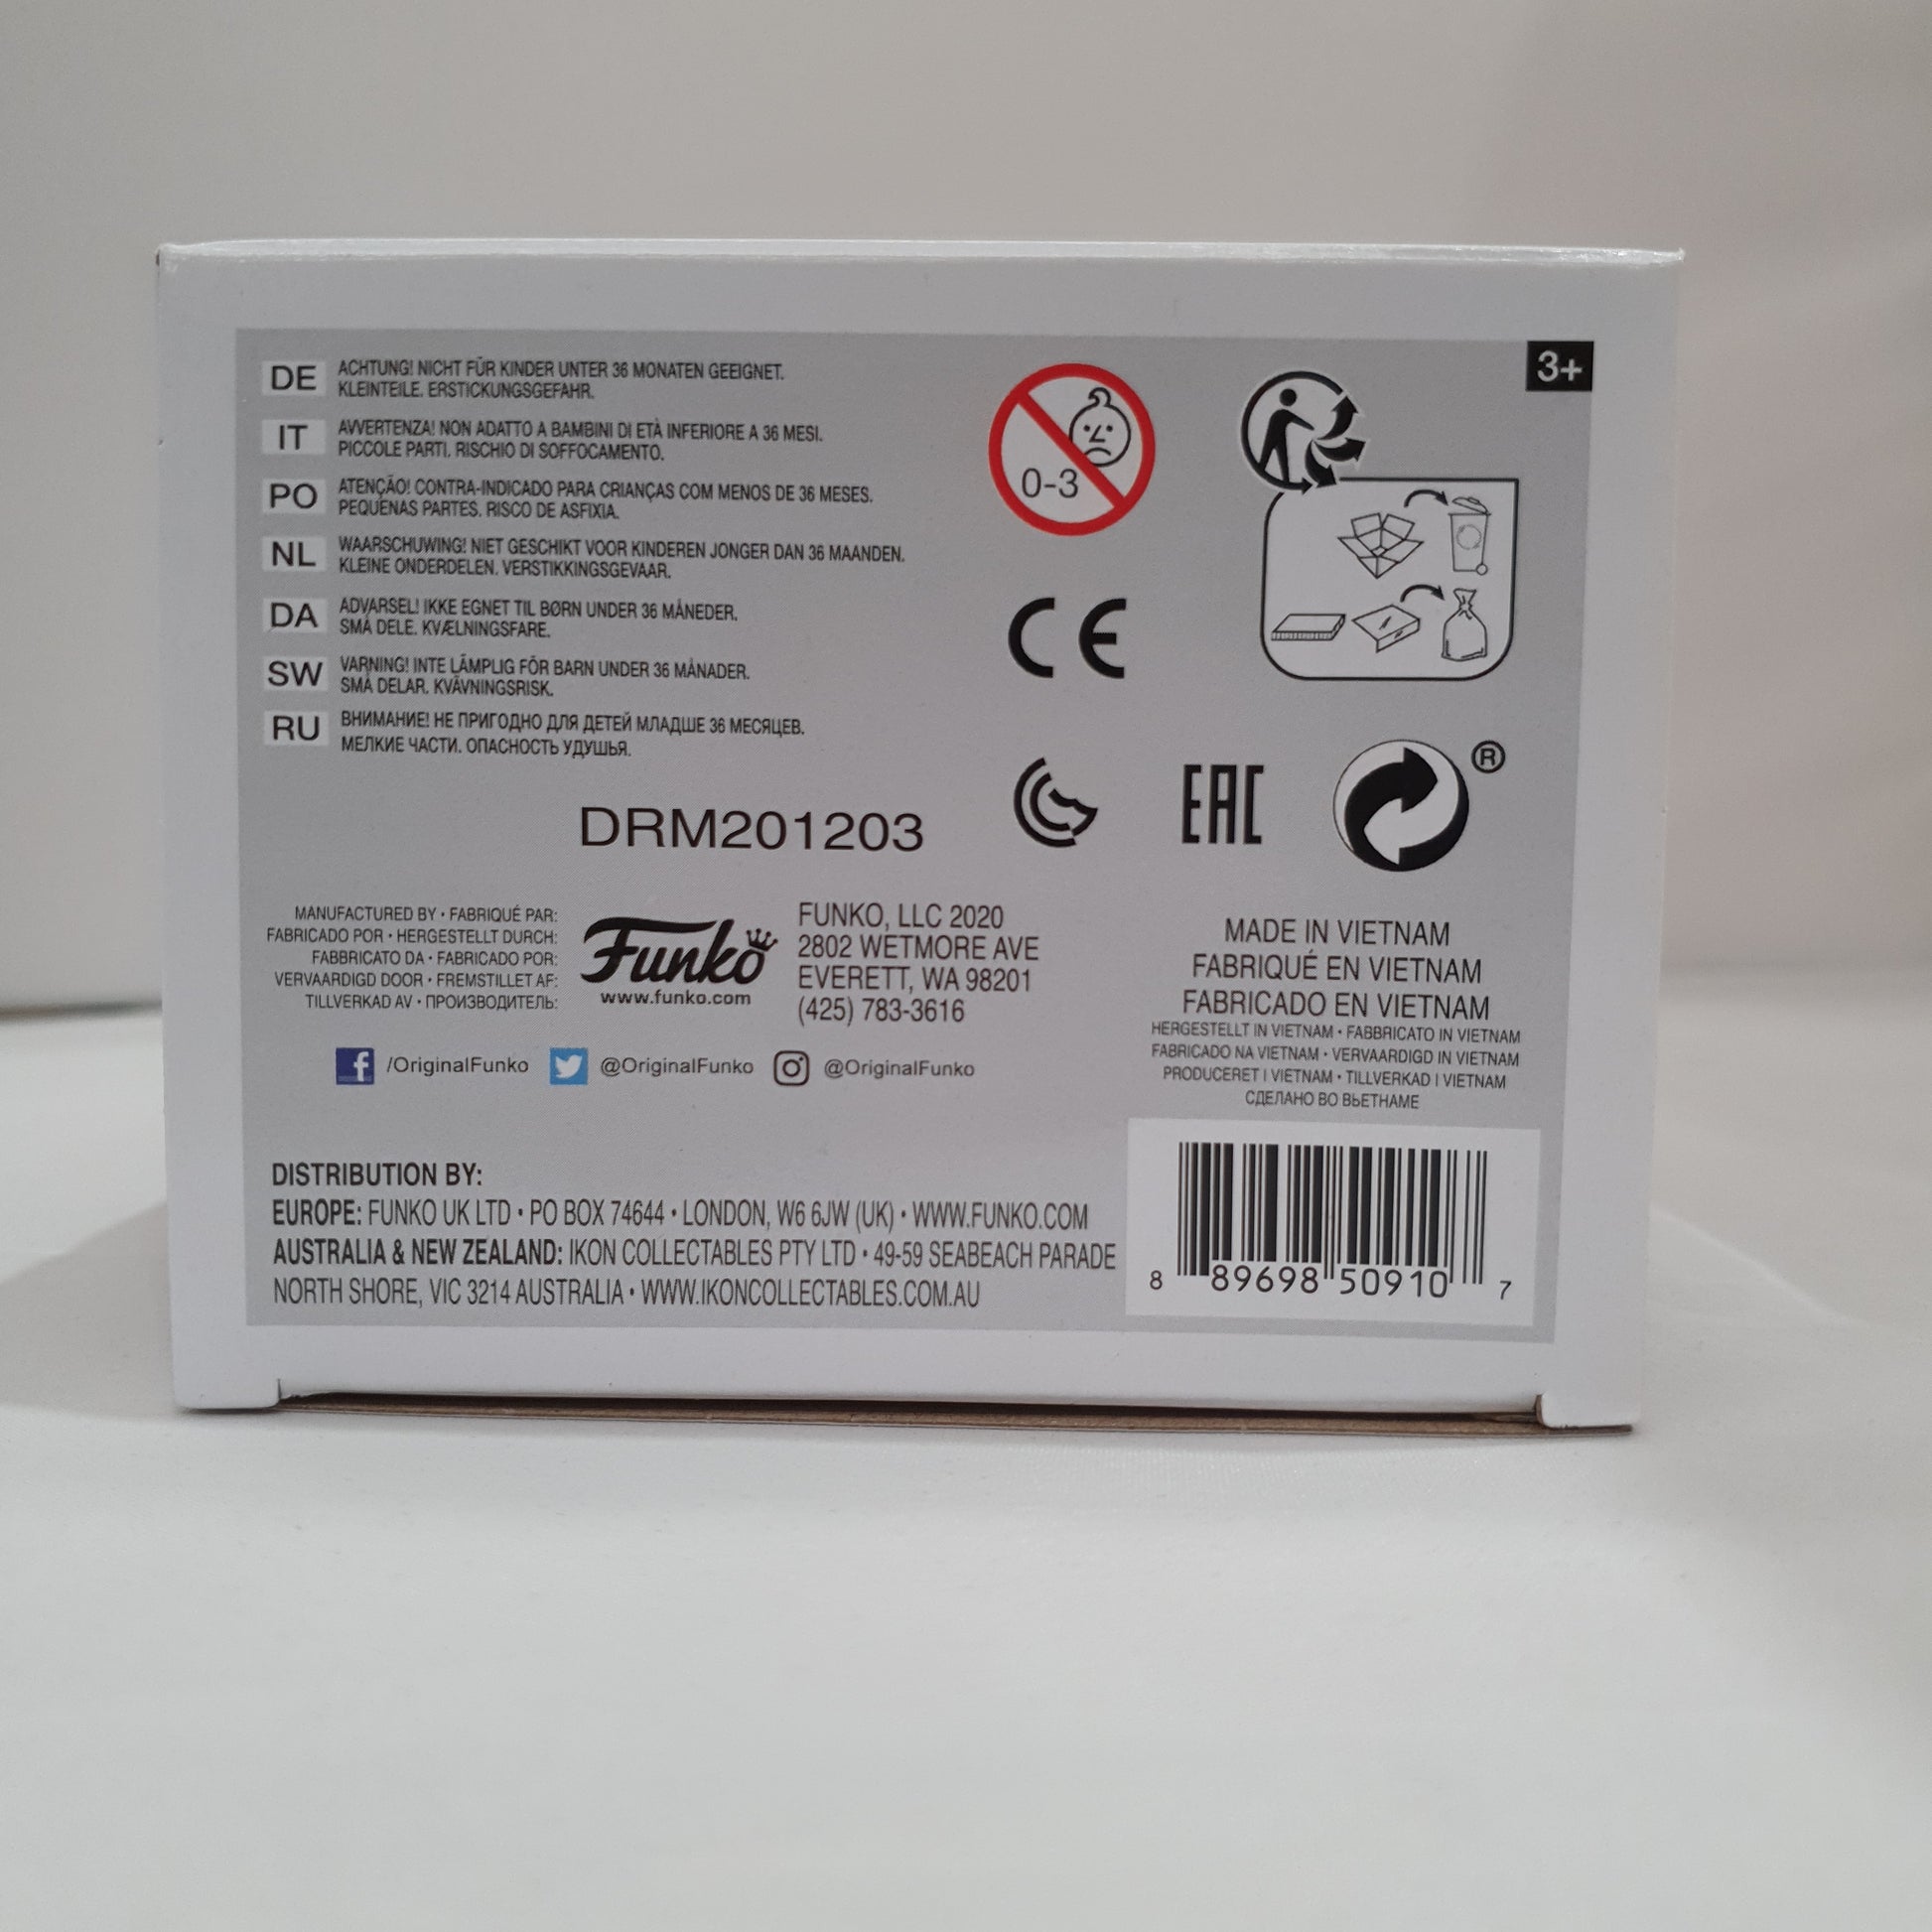 3+
DE ACHTUNG! NICHT FÜR KINDER UNTER 36 MONATEN GEEIGNET.
KLEINTEILE. ERSTICKUNGSGEFAHR.
IT AVVERTENZA! NON ADATTO A BAMBINI DI ETÀ INFERIORE A 36 MESI.
PICCOLE PARTI. RISCHIO DI SOFFOCAMENTO.
PO ATENÇÃO! CONTRA-INDICADO PARA CRIANÇAS COM MENOS DE 36 MESES.
PEQUENAS PARTES. RISCO DE ASFIXIA.
NL WAARSCHUWING! NIET GESCHIKT VOOR KINDEREN JONGER DAN 36 MAANDEN.
KLEINE ONDERDELEN. VERSTIKKINGSGEVAAR.
DA ADVARSEL! IKKE EGNET TIL BØRN UNDER 36 MÅNEDER.
SMÅ DELE. KVÆLNINGSFARE.
SW VARNING! INTE LÄMPLIG FÖR BARN UNDER 36 MÅNADER.
SMÅ DELAR. KVÄVNINGSRISK.
RU ВНИМАНИЕ! НЕ ПРИГОДНО ДЛЯ ДЕТЕЙ МЛАДШЕ 36 МЕСЯЦЕВ.
МЕЛКИЕ ЧАСТИ. ОПАСНОСТЬ УДУШЬЯ.
0-3
CE
EAC
®
DRM201203
MANUFACTURED BY • FABRIQUÉ PAR:
FABRICADO POR • HERGESTELLT DURCH:
FABBRICATO DA • FABRICADO POR:
VERVAARDIGD DOOR • FREMSTILLET AF:
TILLVERKAD AV • ПРОИЗВОДИТЕЛЬ:
Funko
www.funko.com
FUNKO, LLC 2020
2802 WETMORE AVE
EVERETT, WA 98201
(425) 783-3616
f /OriginalFunko @OriginalFunko @OriginalFunko
MADE IN VIETNAM
FABRIQUÉ EN VIETNAM
FABRICADO EN VIETNAM
HERGESTELLT IN VIETNAM • FABBRICATO IN VIETNAM
FABRICADO NA VIETNAM • VERVAARDIGD IN VIETNAM
PRODUCERET I VIETNAM • TILLVERKAD I VIETNAM
СДЕЛАНО ВО ВЬЕТНАМЕ
DISTRIBUTION BY:
EUROPE: FUNKO UK LTD • PO BOX 74644 • LONDON, W6 6JW (UK) • WWW.FUNKO.COM
AUSTRALIA & NEW ZEALAND: IKON COLLECTABLES PTY LTD • 49-59 SEABEACH PARADE
NORTH SHORE, VIC 3214 AUSTRALIA • WWW.IKONCOLLECTABLES.COM.AU
8 89698 50910 7